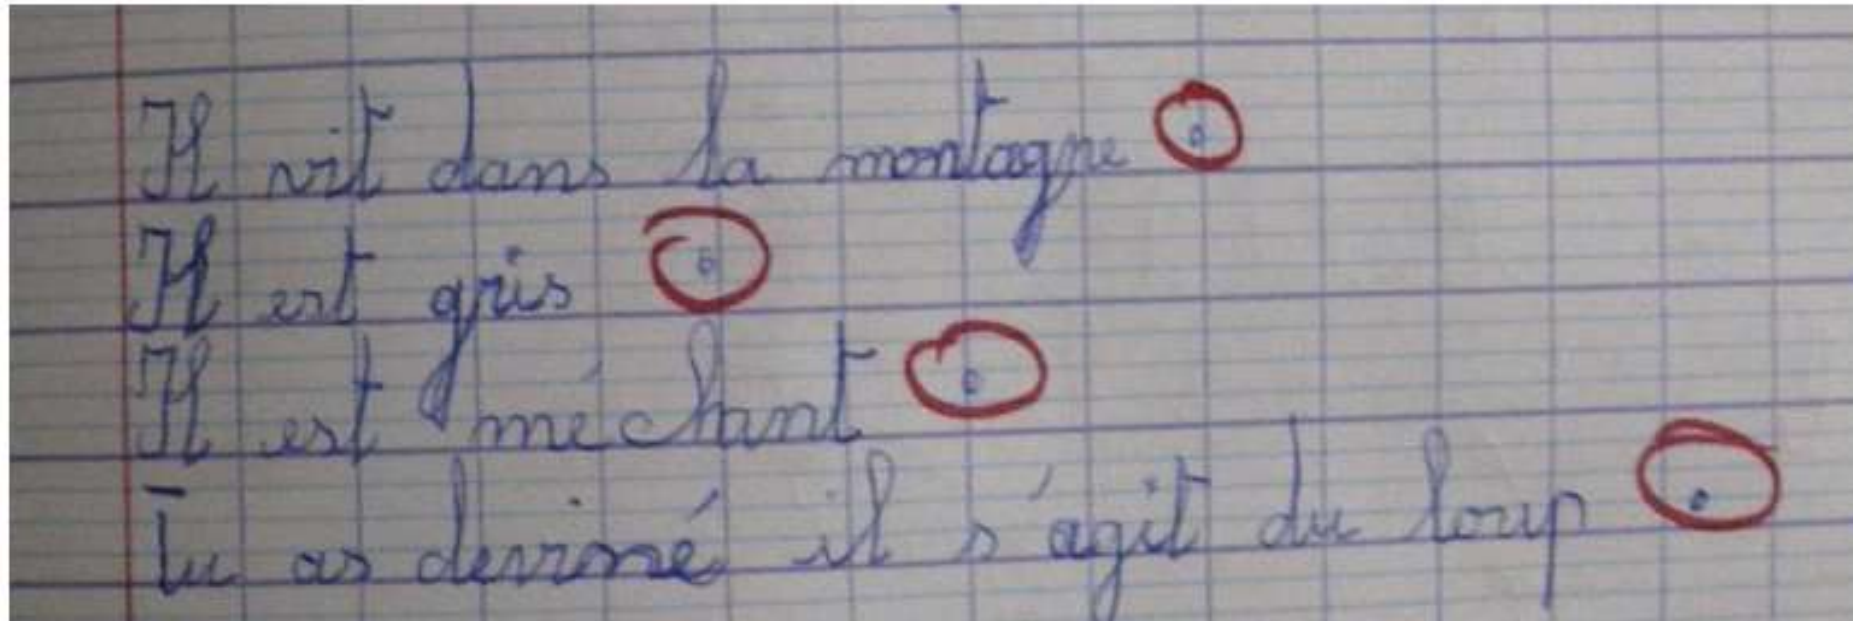 Il vit dans la montagne.
Il est gris.
Il est méchant.
Tu as deviné il s'agit du loup.